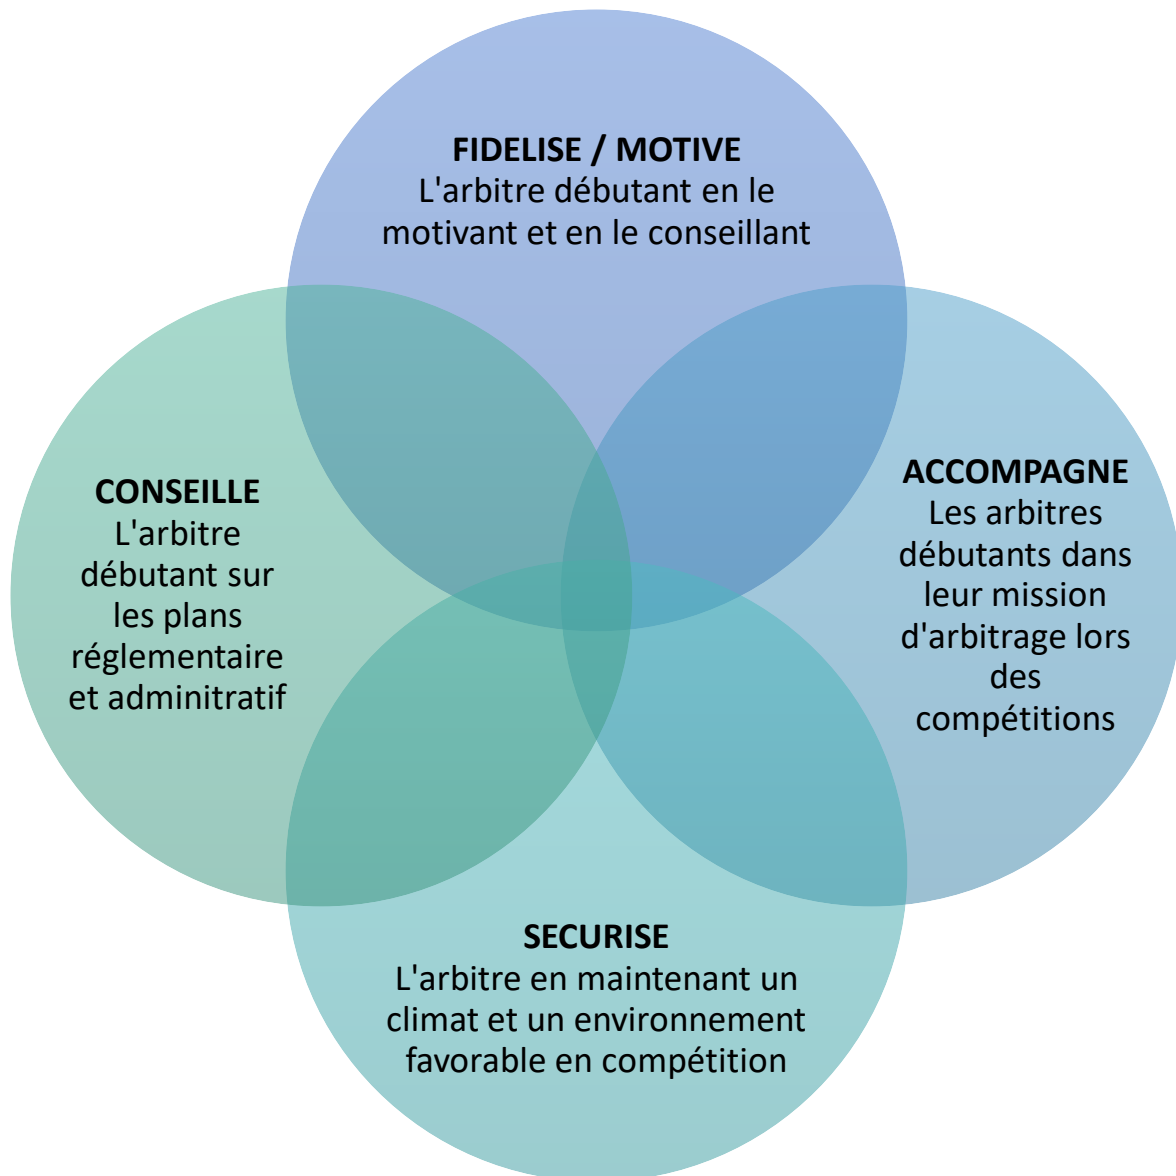 FIDELISE / MOTIVE
L'arbitre débutant en le
motivant et en le conseillant
CONSEILLE
L'arbitre
débutant sur
les plans
réglementaire
et adminitratif
ACCOMPAGNE
Les arbitres
débutants dans
leur mission
d'arbitrage lors
des
compétitions
SECURISE
L'arbitre en maintenant un
climat et un environnement
favorable en compétition